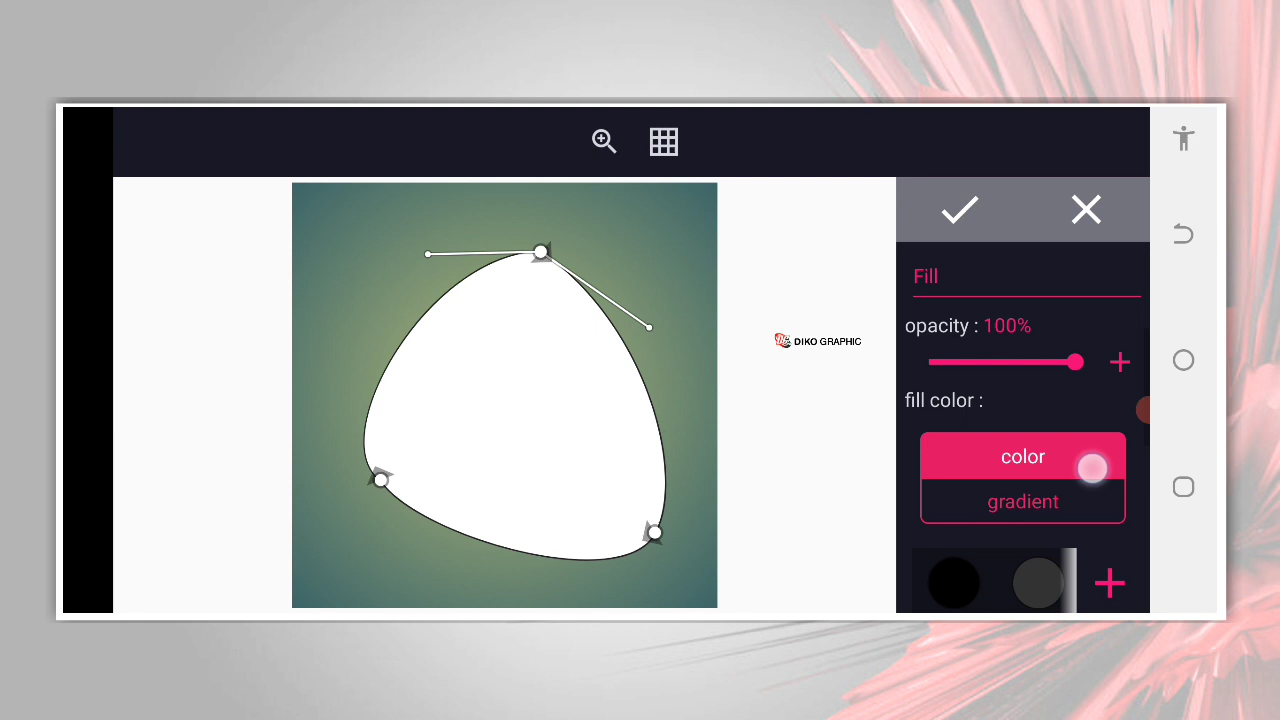 Fill
opacity : 100%
fill color :
color
gradient
DIKO GRAPHIC